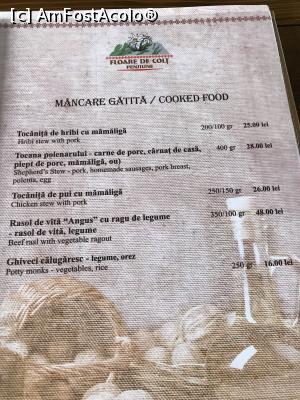 [c] AmFostAcolo®
FLOARE DE COLȚ
PENSIUNE
MÂNCARE GĂTITĂ / COOKED FOOD
Tocăniță de hribi cu mămăligă 200/100 gr 25.00 lei
Hribi stew with pork
Tocana poienarului - carne de porc, cârnaț de casă, 400 gr 28.00 lei
piept de porc, mămăligă, ou)
Shepherd's Stew - pork, homemade sausages, pork breast,
polenta, egg
Tocăniță de pui cu mămăligă 250/150 gr 26.00 lei
Chicken stew with pork
Rasol de vită "Angus" cu ragu de legume 350/100 gr 48.00 lei
- rasol de vită, legume
Beef rasl with vegetable ragout
Ghiveci călugăresc - legume, orez 250 gr 16.00 lei
Potty monks - vegetables, rice